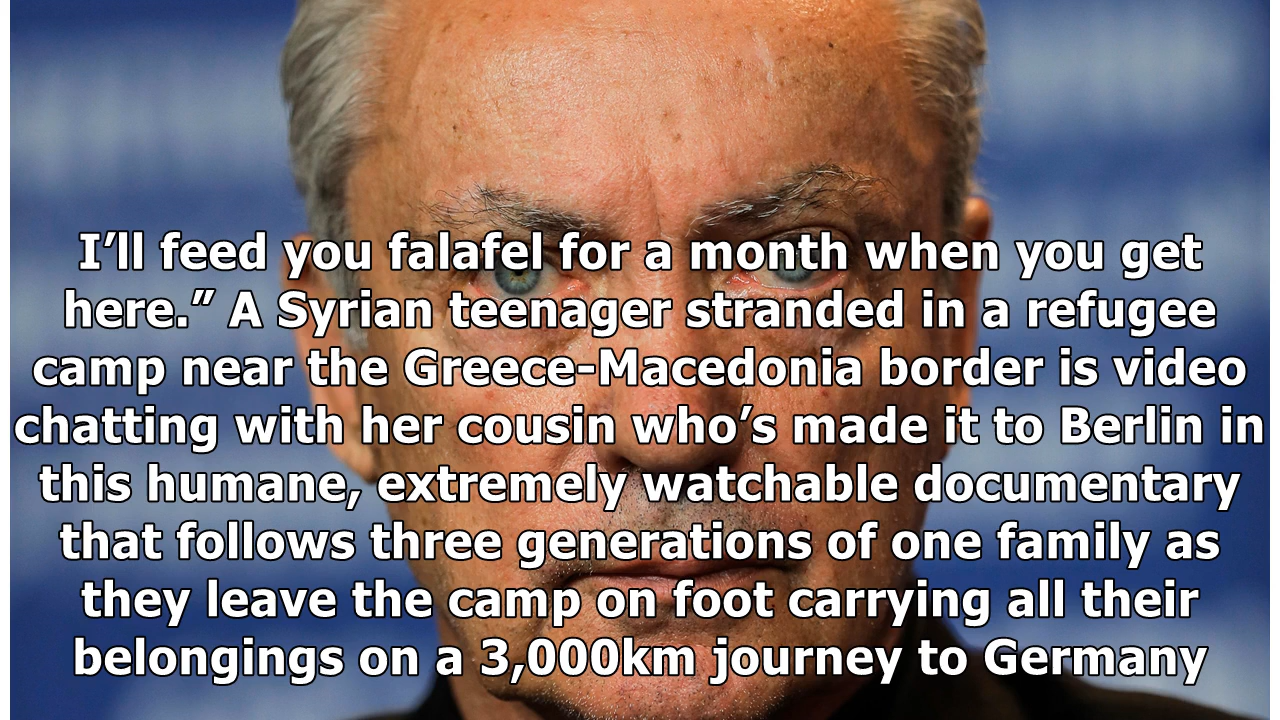 I’ll feed you falafel for a month when you get
here.” A Syrian teenager stranded in a refugee
camp near the Greece-Macedonia border is video
chatting with her cousin who’s made it to Berlin in
this humane, extremely watchable documentary
that follows three generations of one family as
they leave the camp on foot carrying all their
belongings on a 3,000km journey to Germany